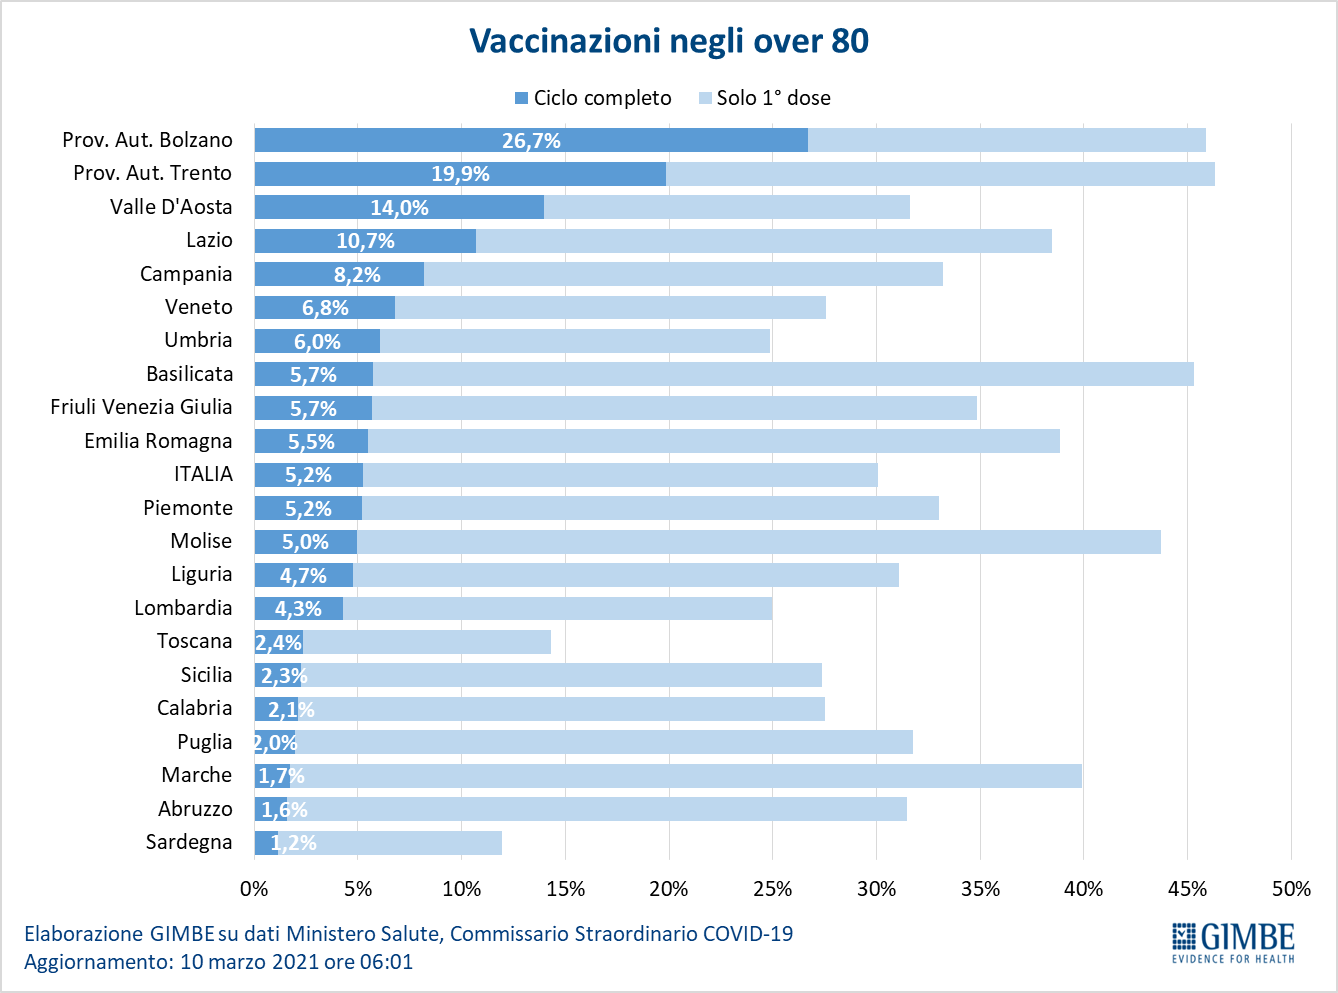 Vaccinazioni negli over 80
Ciclo completo Solo 1° dose
Prov. Aut. Bolzano 26,7%
Prov. Aut. Trento 19,9%
Valle D'Aosta 14,0%
Lazio 10,7%
Campania 8,2%
Veneto 6,8%
Umbria 6,0%
Basilicata 5,7%
Friuli Venezia Giulia 5,7%
Emilia Romagna 5,5%
ITALIA 5,2%
Piemonte 5,2%
Molise 5,0%
Liguria 4,7%
Lombardia 4,3%
Toscana 2,4%
Sicilia 2,3%
Calabria 2,1%
Puglia 2,0%
Marche 1,7%
Abruzzo 1,6%
Sardegna 1,2%
0% 5% 10% 15% 20% 25% 30% 35% 40% 45% 50%
Elaborazione GIMBE su dati Ministero Salute, Commissario Straordinario COVID-19
Aggiornamento: 10 marzo 2021 ore 06:01
GIMBE
EVIDENCE FOR HEALTH